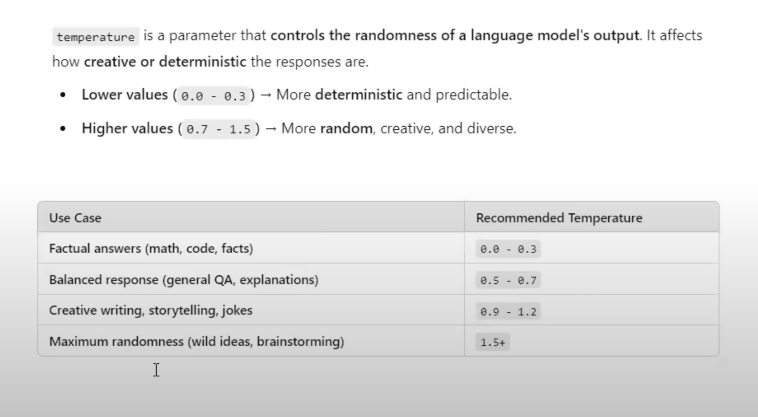 temperature is a parameter that controls the randomness of a language model's output. It affects
how creative or deterministic the responses are.
• Lower values ( 0.0 - 0.3 ) → More deterministic and predictable.
• Higher values ( 0.7 - 1.5 ) → More random, creative, and diverse.
Use Case Recommended Temperature
Factual answers (math, code, facts) 0.0 - 0.3
Balanced response (general QA, explanations) 0.5 - 0.7
Creative writing, storytelling, jokes 0.9 - 1.2
Maximum randomness (wild ideas, brainstorming) 1.5+